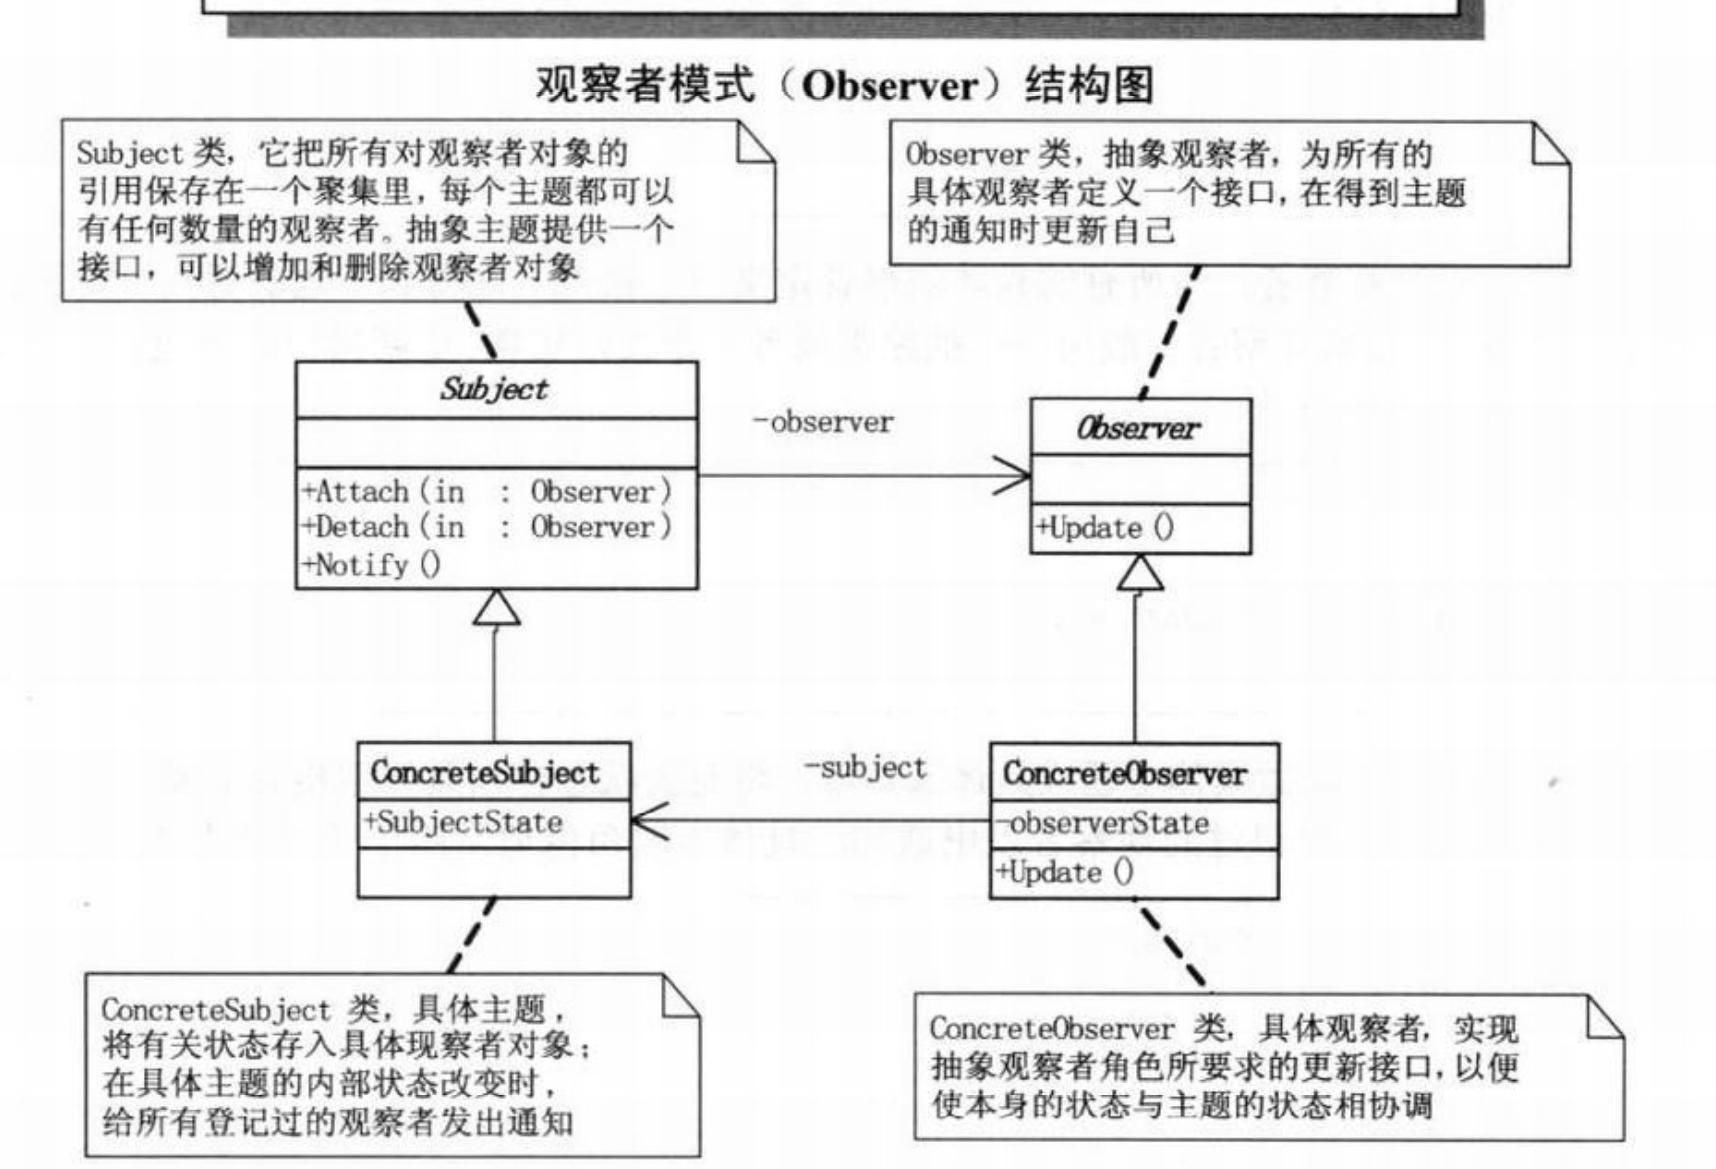 观察者模式（Observer）结构图
Subject 类，它把所有对观察者对象的
引用保存在一个聚集里，每个主题都可以
有任何数量的观察者。抽象主题提供一个
接口，可以增加和删除观察者对象
Observer 类，抽象观察者，为所有的
具体观察者定义一个接口，在得到主题
的通知时更新自己
Subject
+Attach(in : Observer)
+Detach(in : Observer)
+Notify()
-observer
Observer
+Update()
ConcreteSubject
+SubjectState
-subject
ConcreteObserver
-observerState
+Update()
ConcreteSubject 类，具体主题，
将有关状态存入具体现察者对象；
在具体主题的内部状态改变时，
给所有登记过的观察者发出通知
ConcreteObserver 类，具体观察者，实现
抽象观察者角色所要求的更新接口，以便
使本身的状态与主题的状态相协调